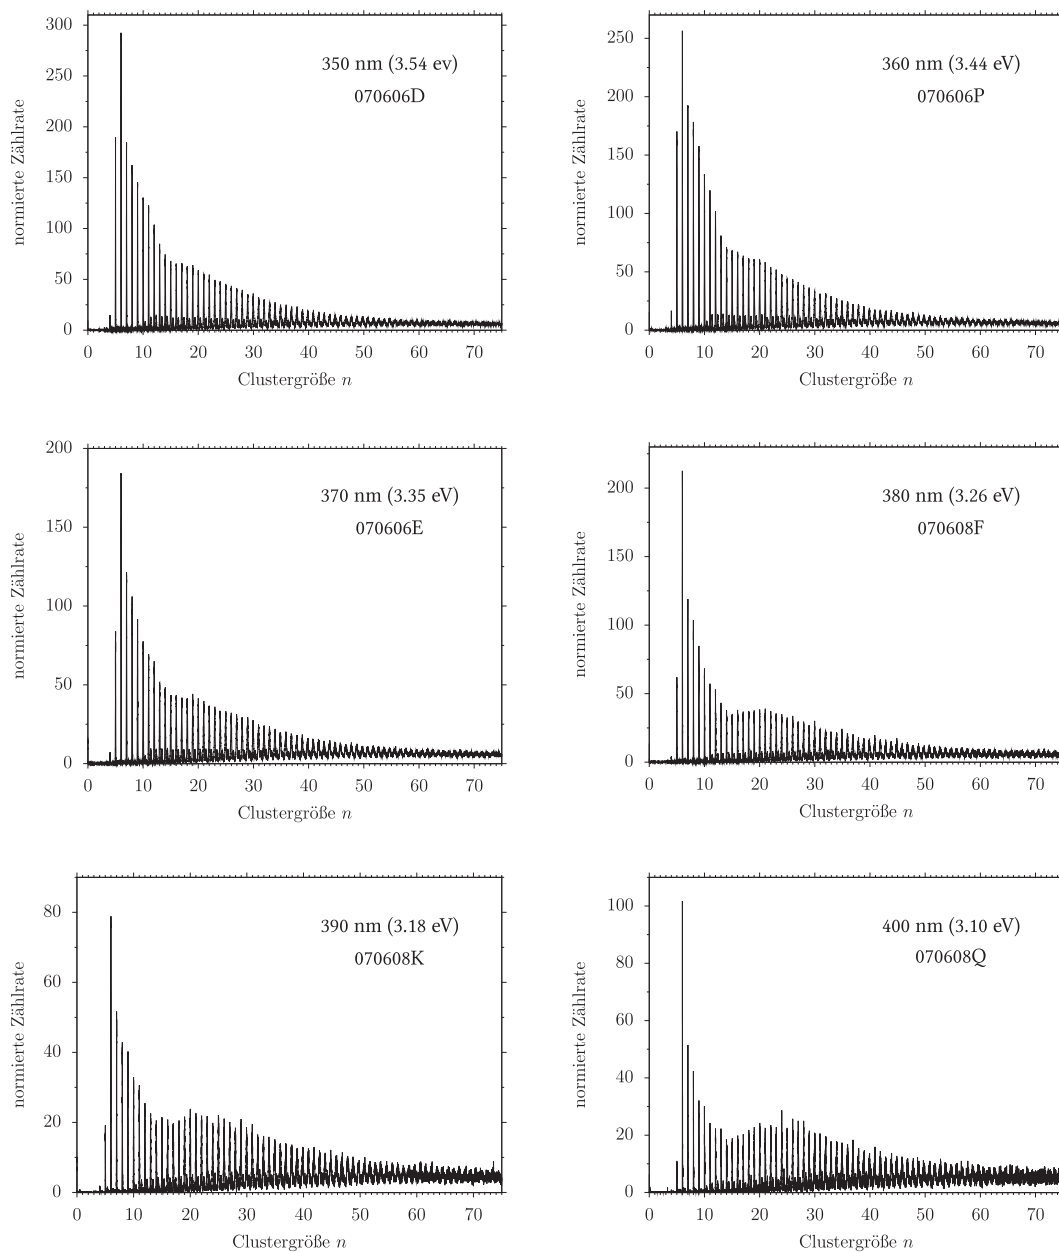 300
250
200
150
100
50
0
0 10 20 30 40 50 60 70
normierte Zählrate
Clustergröße n
350 nm (3.54 ev)
070606D
250
200
150
100
50
0
0 10 20 30 40 50 60 70
normierte Zählrate
Clustergröße n
360 nm (3.44 eV)
070606P
200
150
100
50
0
0 10 20 30 40 50 60 70
normierte Zählrate
Clustergröße n
370 nm (3.35 eV)
070606E
200
150
100
50
0
0 10 20 30 40 50 60 70
normierte Zählrate
Clustergröße n
380 nm (3.26 eV)
070608F
80
60
40
20
0
0 10 20 30 40 50 60 70
normierte Zählrate
Clustergröße n
390 nm (3.18 eV)
070608K
100
80
60
40
20
0
0 10 20 30 40 50 60 70
normierte Zählrate
Clustergröße n
400 nm (3.10 eV)
070608Q